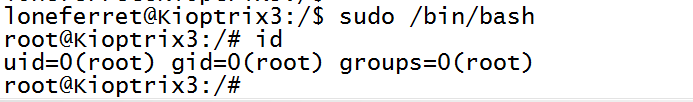 loneferret@Kioptrix3:/$ sudo /bin/bash
root@Kioptrix3:/# id
uid=0(root) gid=0(root) groups=0(root)
root@Kioptrix3:/#